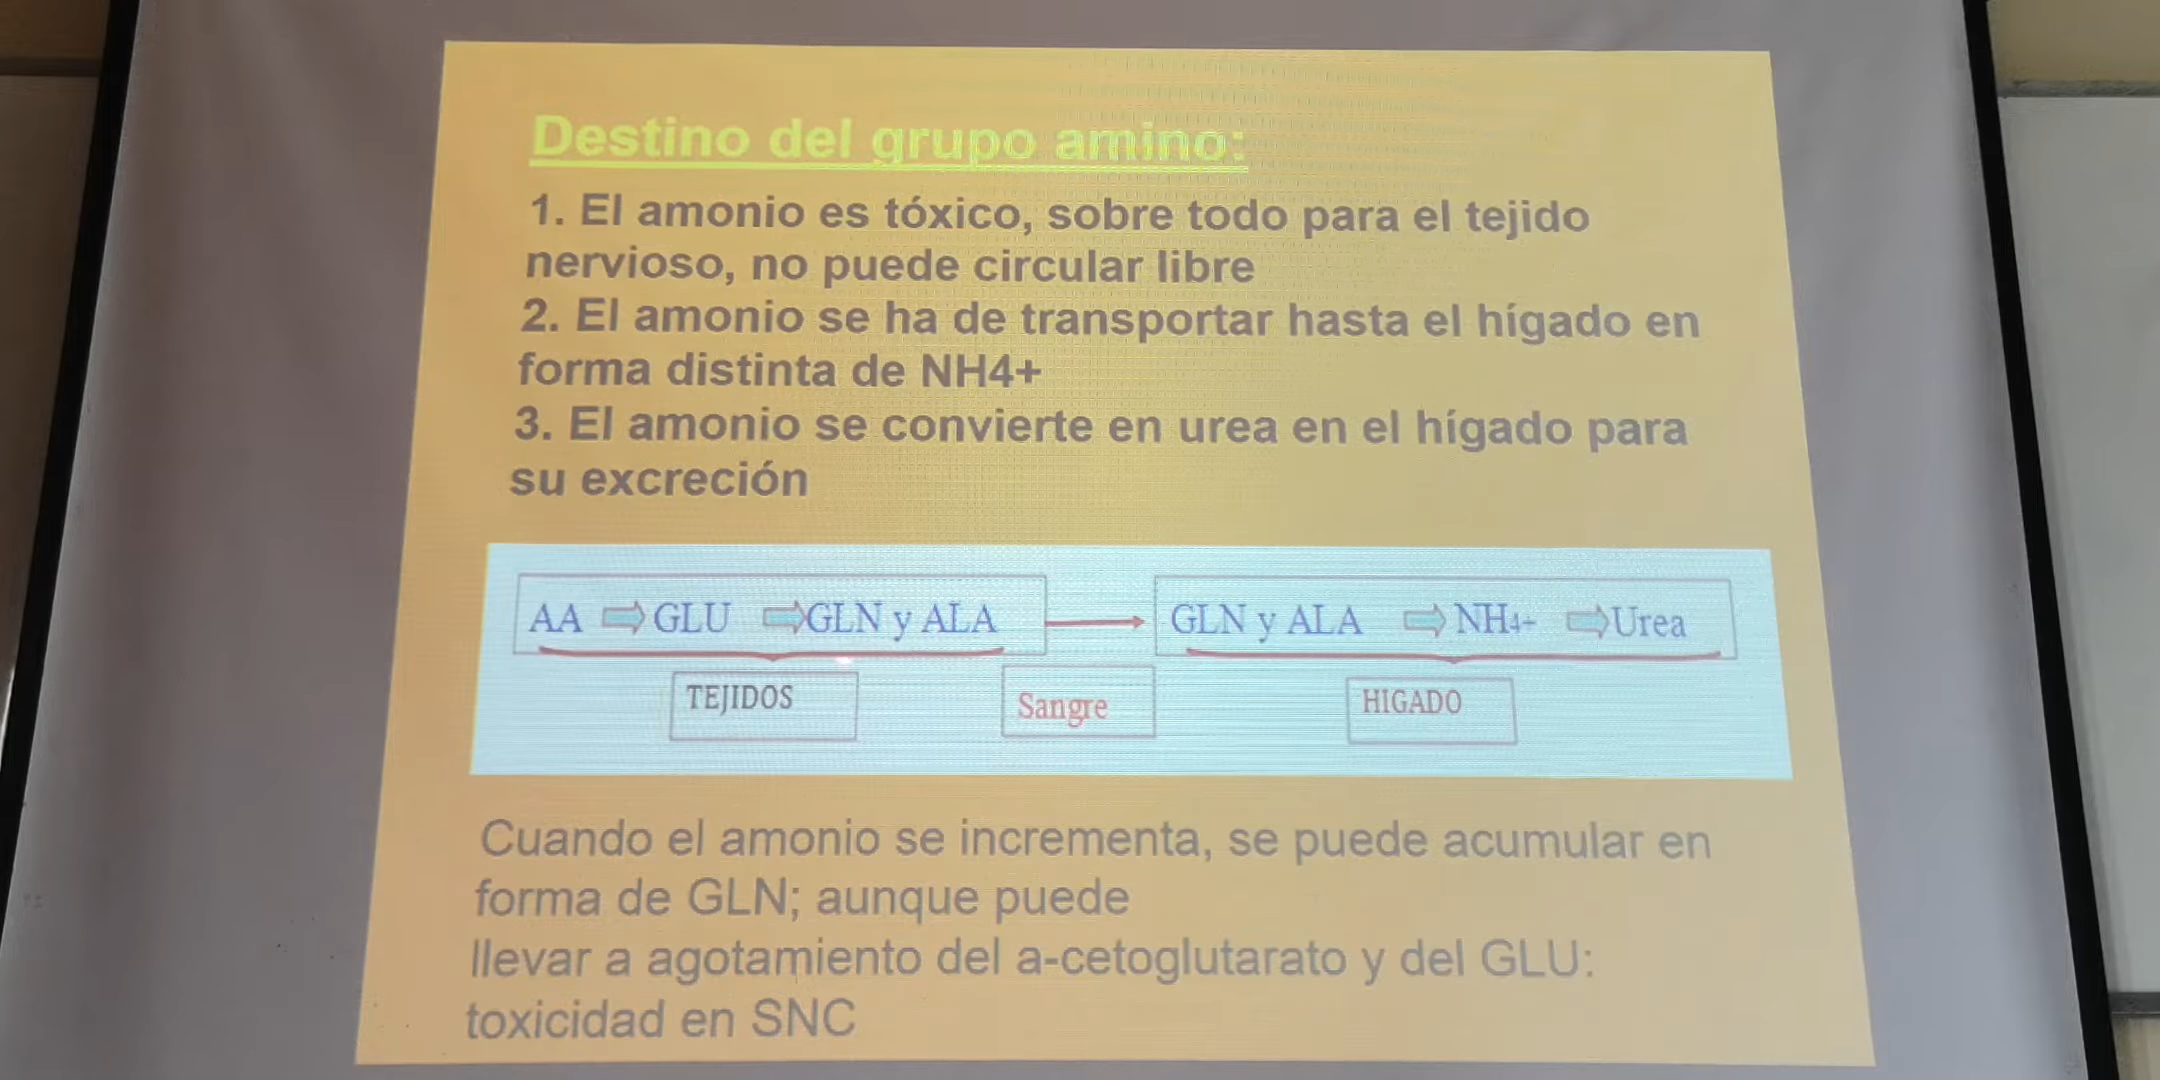 Destino del grupo amino:
1. El amonio es tóxico, sobre todo para el tejido
nervioso, no puede circular libre
2. El amonio se ha de transportar hasta el hígado en
forma distinta de NH4+
3. El amonio se convierte en urea en el hígado para
su excreción
AA ⇨ GLU ⇨ GLN y ALA → GLN y ALA ⇨ NH4+ ⇨ Urea
TEJIDOS Sangre HIGADO
Cuando el amonio se incrementa, se puede acumular en
forma de GLN; aunque puede
llevar a agotamiento del a-cetoglutarato y del GLU:
toxicidad en SNC